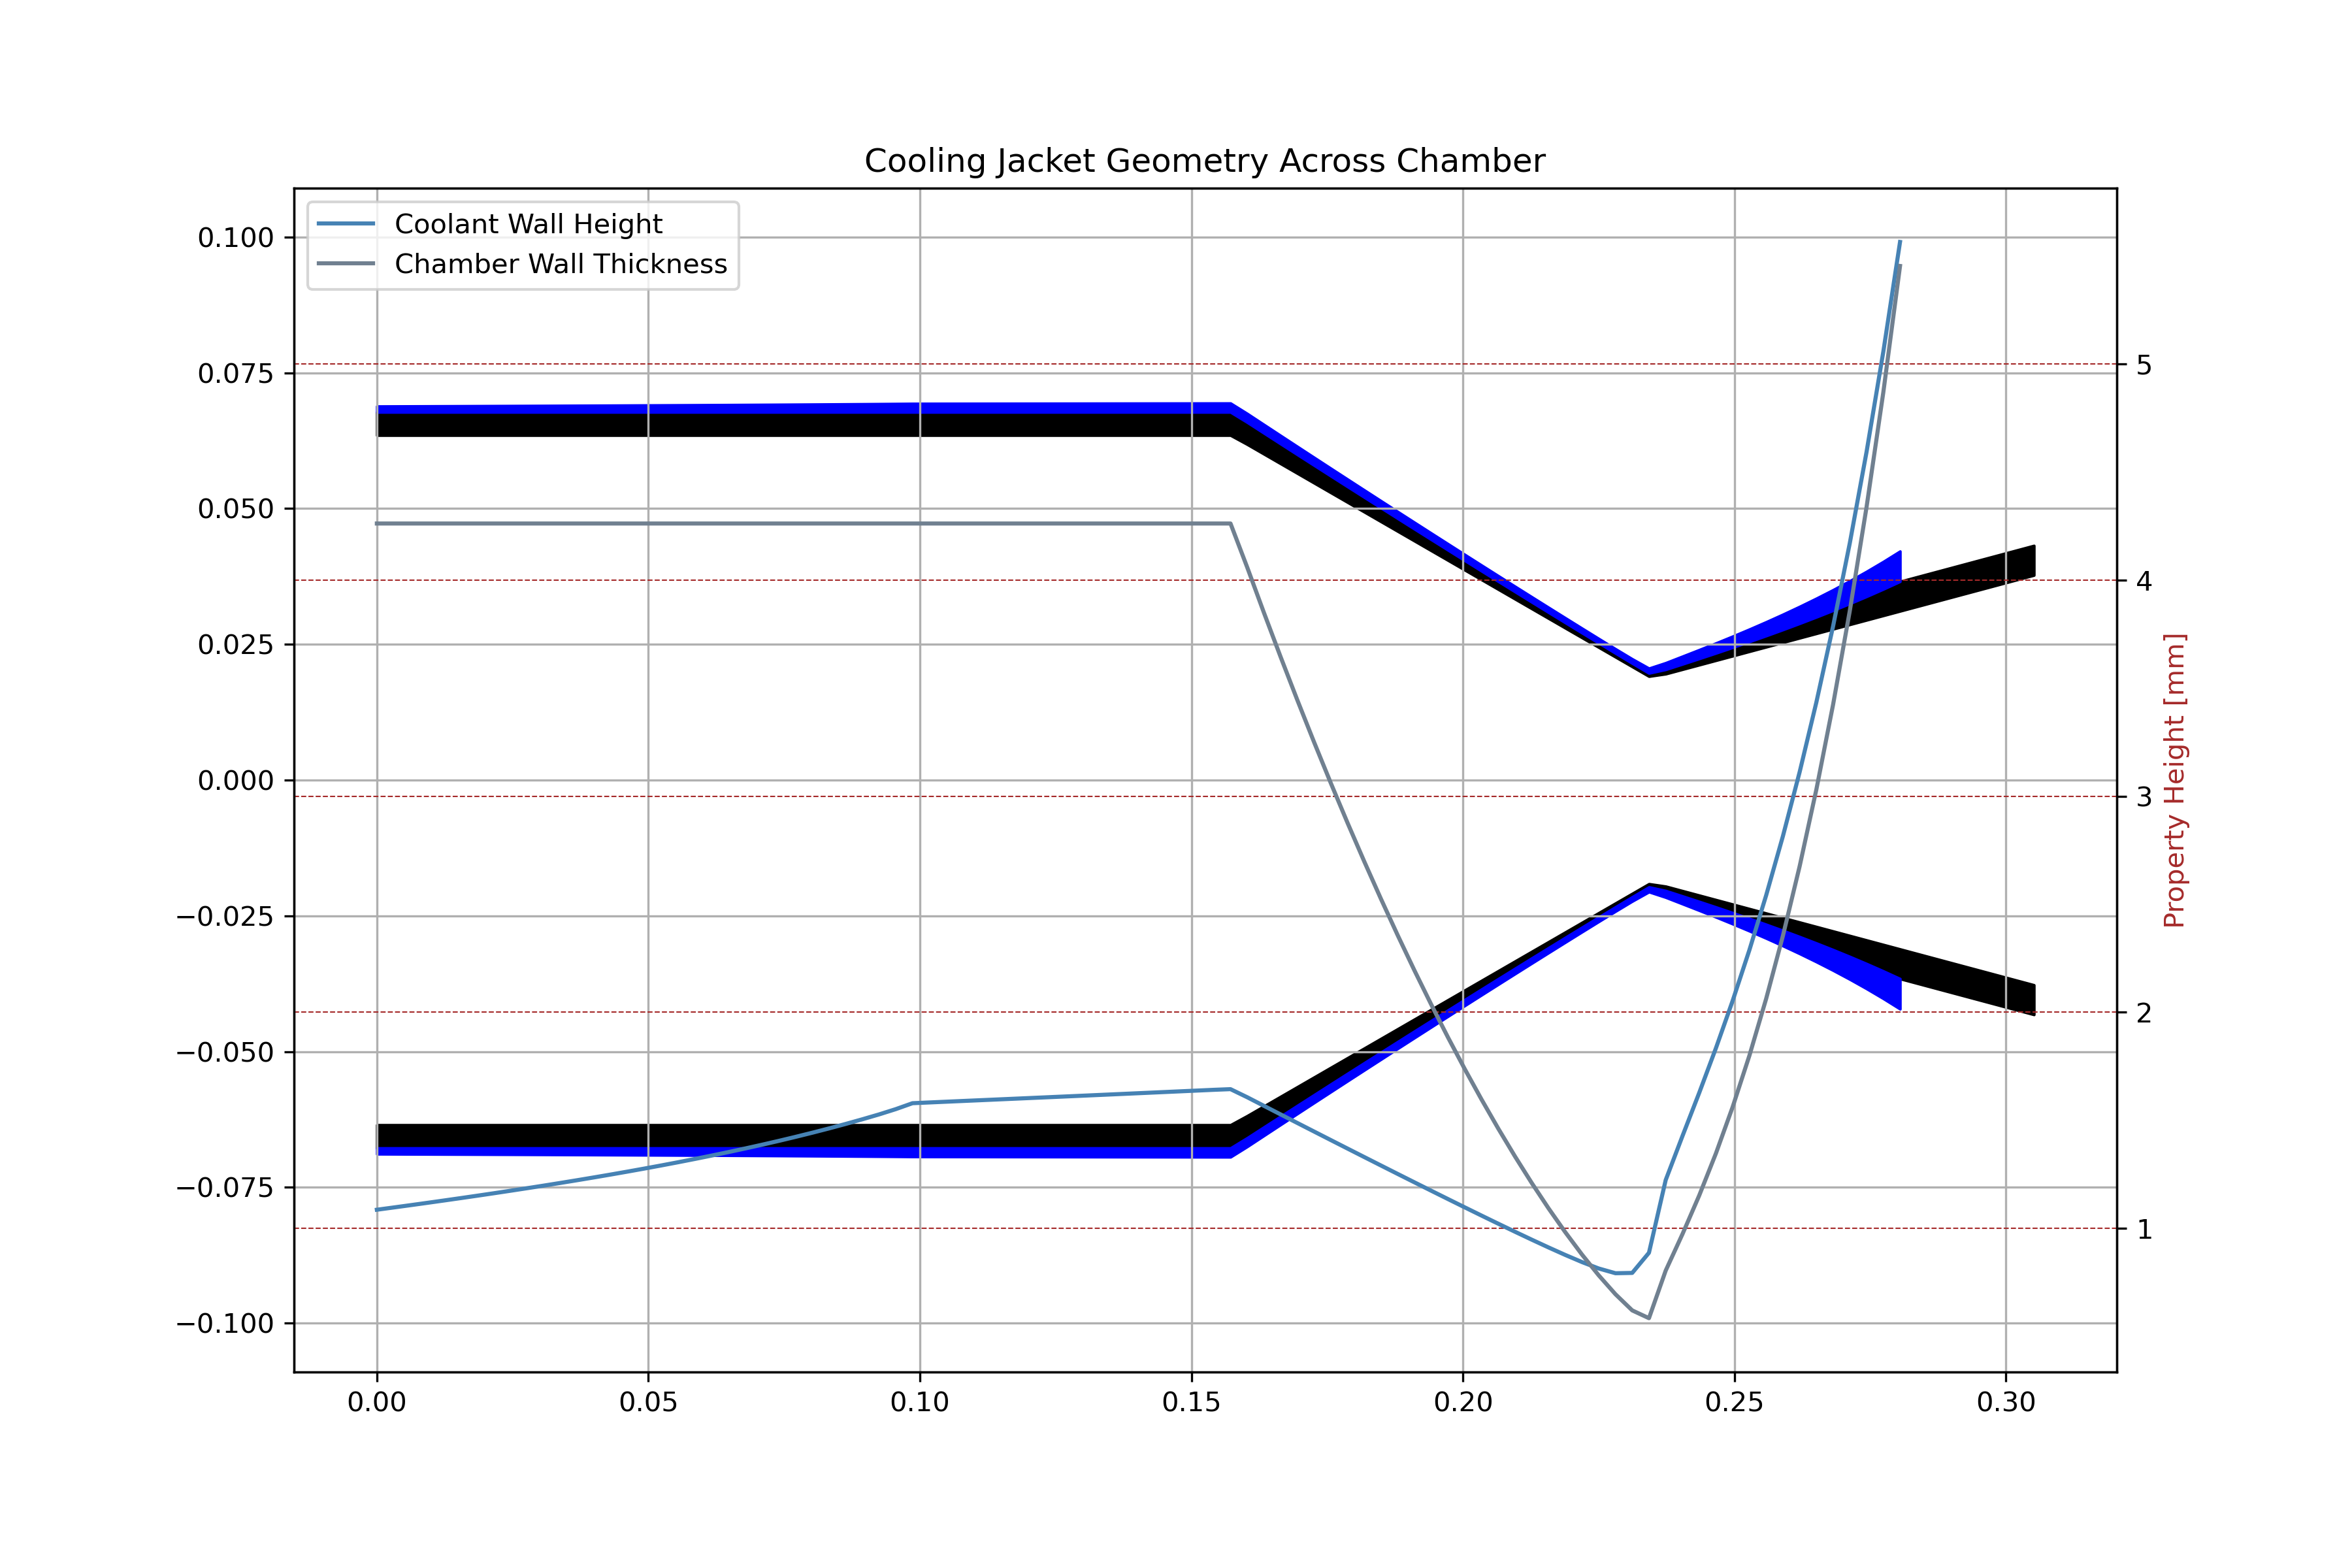 Cooling Jacket Geometry Across Chamber
Coolant Wall Height
Chamber Wall Thickness
0.100
0.075
0.050
0.025
0.000
−0.025
−0.050
−0.075
−0.100
5
4
3
2
1
Property Height [mm]
0.00 0.05 0.10 0.15 0.20 0.25 0.30